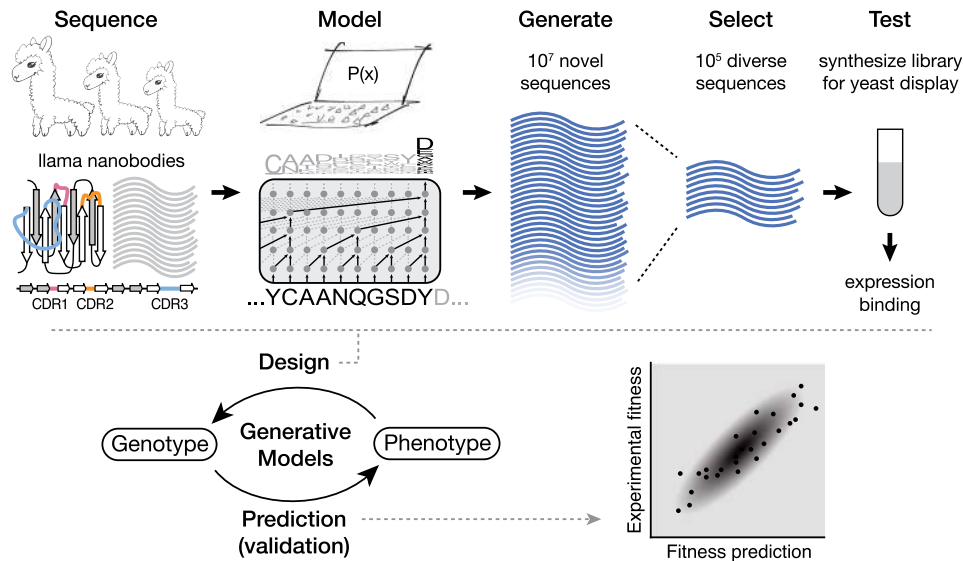 Sequence
Model
Generate
Select
Test
P(x)
10⁷ novel
sequences
10⁵ diverse
sequences
synthesize library
for yeast display
llama nanobodies
CDR1
CDR2
CDR3
...YCAANQGSDYD...
expression
binding
Design
Genotype
Generative
Models
Phenotype
Prediction
(validation)
Experimental fitness
Fitness prediction